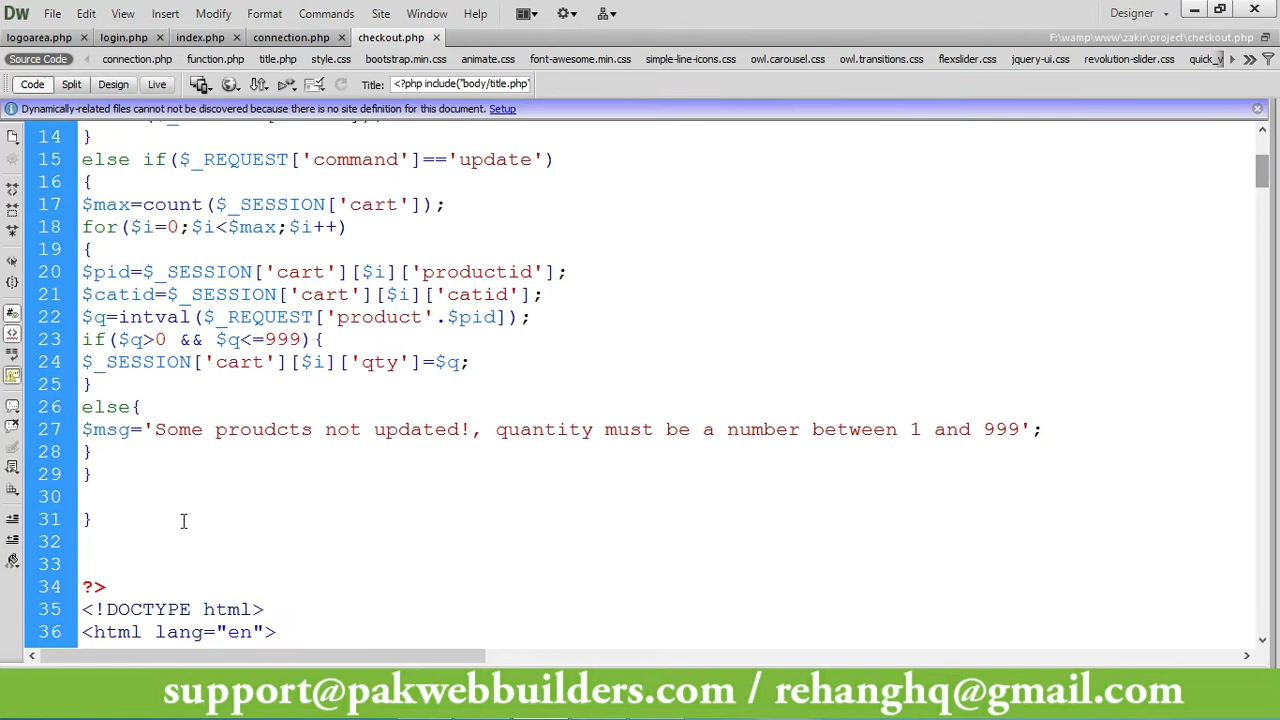 Dw File Edit View Insert Modify Format Commands Site Window Help Designer
logoarea.php login.php index.php connection.php checkout.php F:\wamp\www\zakir\project\checkout.php
Source Code connection.php function.php title.php style.css bootstrap.min.css animate.css font-awesome.min.css simple-line-icons.css owl.carousel.css owl.transitions.css flexslider.css jquery-ui.css revolution-slider.css quick_v
Code Split Design Live Title: <?php include("body/title.php"
Dynamically-related files cannot not be discovered because there is no site definition for this document. Setup
14 }
15 else if($_REQUEST['command']=='update')
16 {
17 $max=count($_SESSION['cart']);
18 for($i=0;$i<$max;$i++)
19 {
20 $pid=$_SESSION['cart'][$i]['productid'];
21 $catid=$_SESSION['cart'][$i]['catid'];
22 $q=intval($_REQUEST['product'.$pid]);
23 if($q>0 && $q<=999){
24 $_SESSION['cart'][$i]['qty']=$q;
25 }
26 else{
27 $msg='Some proudcts not updated!, quantity must be a number between 1 and 999';
28 }
29 }
30
31 }
32
33
34 ?>
35 <!DOCTYPE html>
36 <html lang="en">
support@pakwebbuilders.com / rehanghq@gmail.com